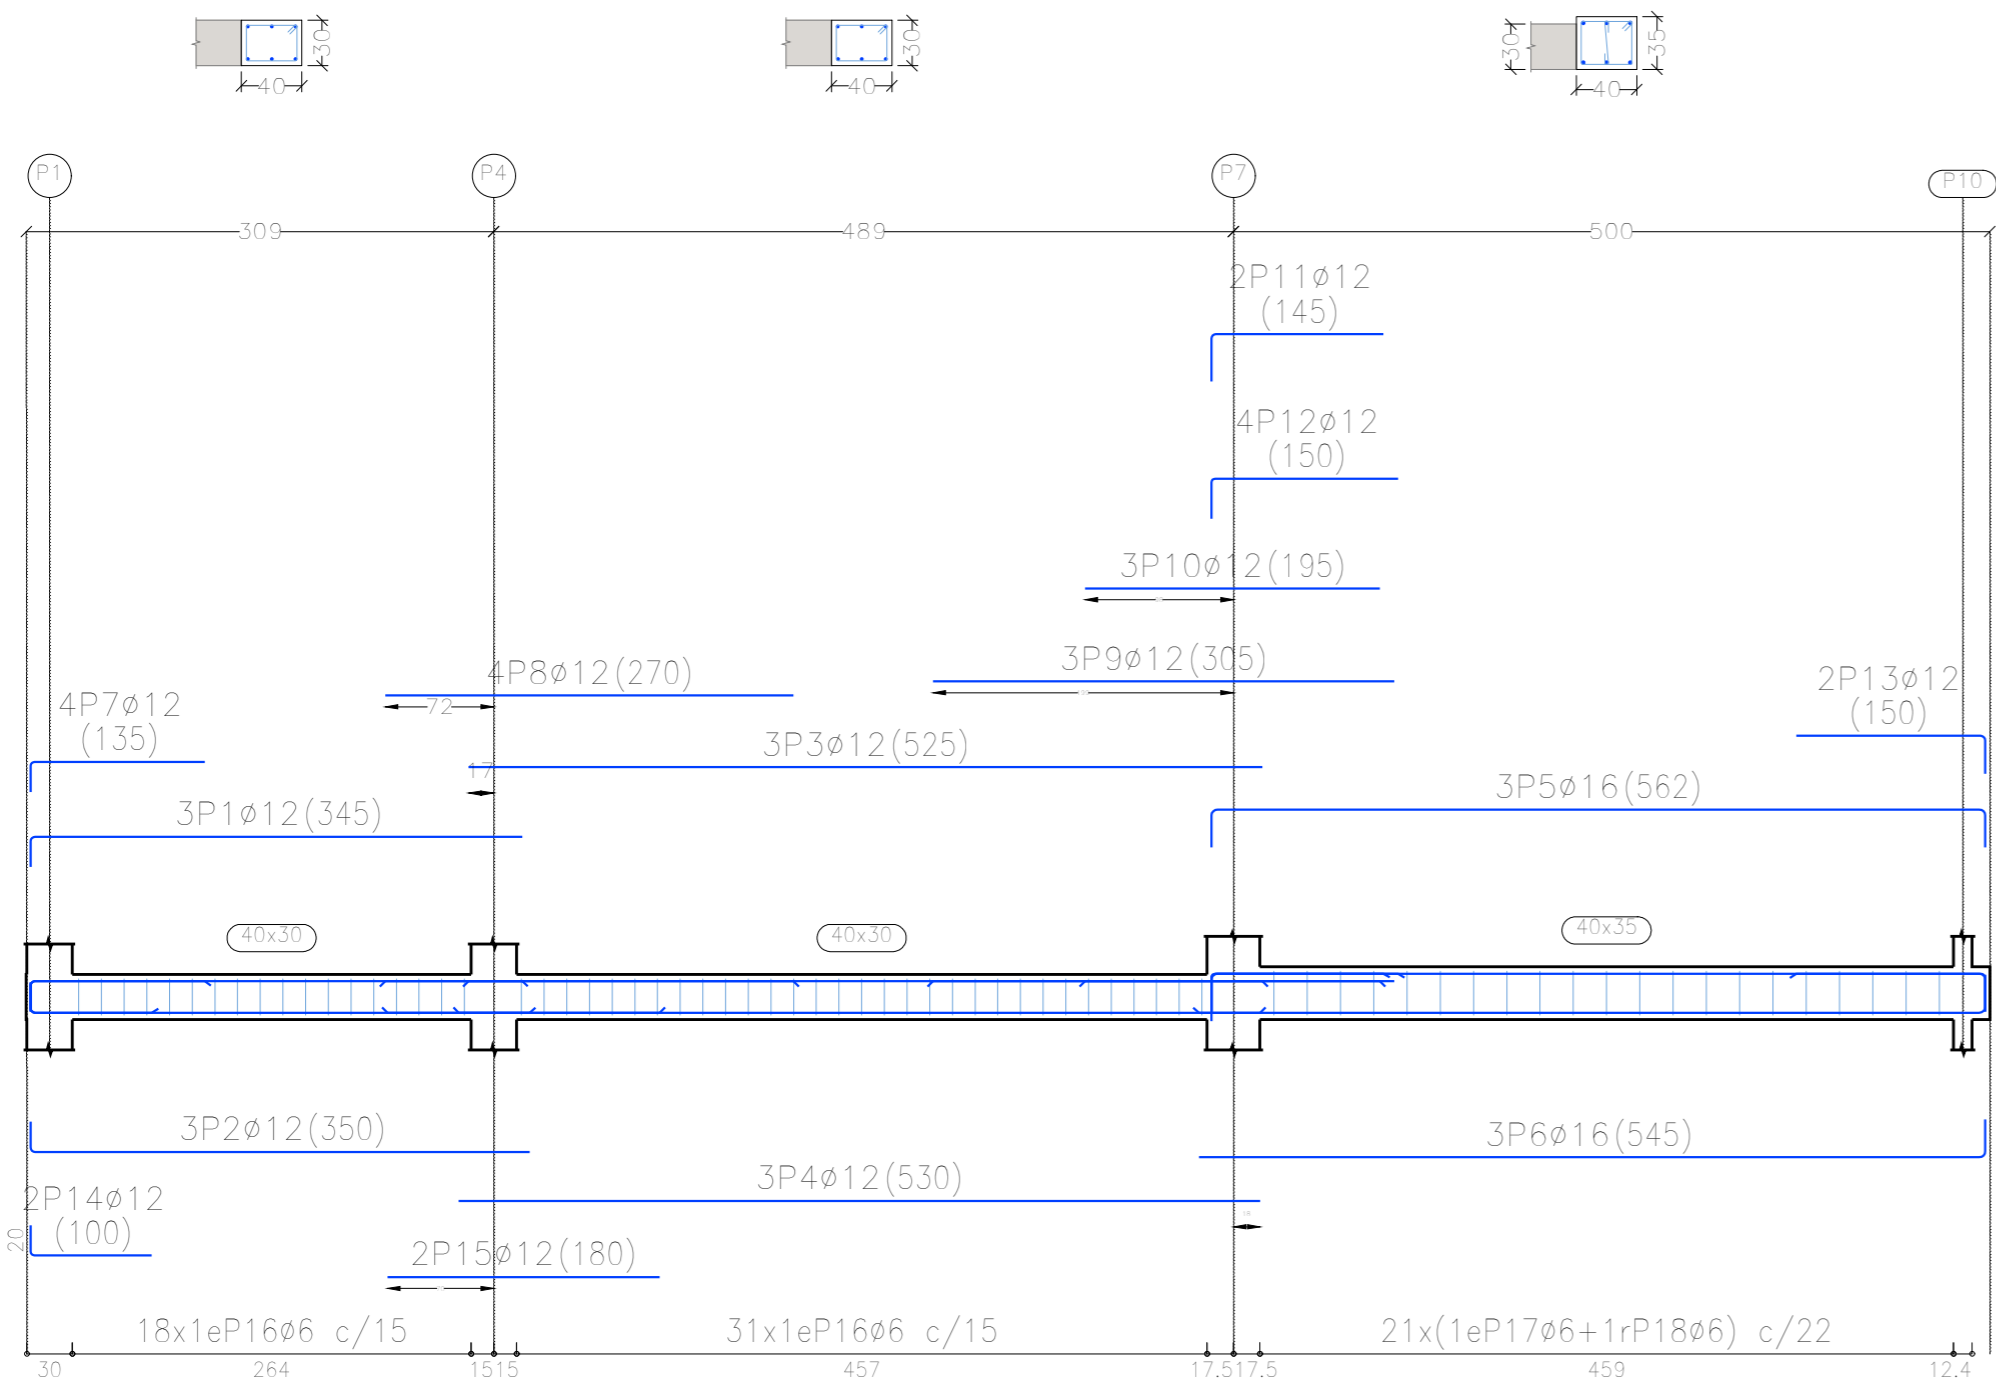 30
40
30
40
30
35
40
P1
P4
P7
P10
309
489
500
2P11ø12
(145)
4P12ø12
(150)
3P10ø12(195)
3P9ø12(305)
4P8ø12(270)
72
2P13ø12
(150)
4P7ø12
(135)
3P3ø12(525)
17
3P5ø16(562)
3P1ø12(345)
40x30
40x30
40x35
3P2ø12(350)
3P6ø16(545)
3P4ø12(530)
2P14ø12
(100)
20
2P15ø12(180)
18x1eP16ø6 c/15
31x1eP16ø6 c/15
21x(1eP17ø6+1rP18ø6) c/22
30
264
1515
457
17.517.5
459
12.4